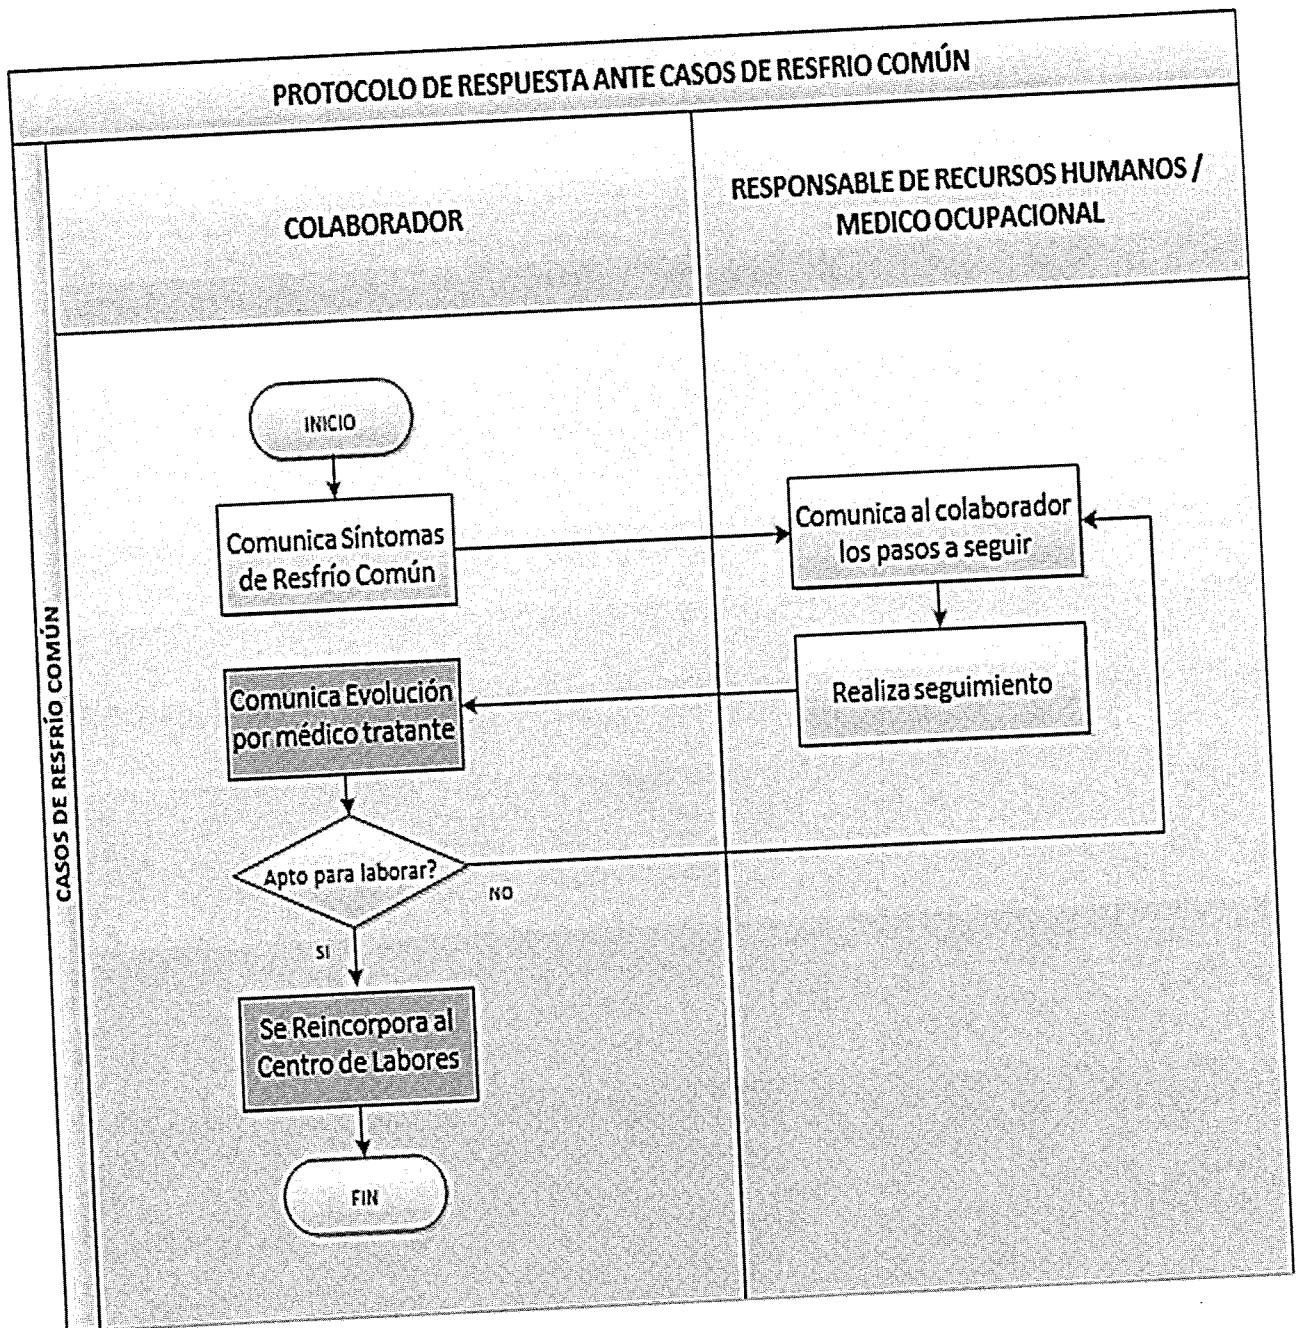 PROTOCOLO DE RESPUESTA ANTE CASOS DE RESFRIO COMÚN
COLABORADOR
RESPONSABLE DE RECURSOS HUMANOS /
MEDICO OCUPACIONAL
CASOS DE RESFRÍO COMÚN
INICIO
Comunica Síntomas
de Resfrío Común
Comunica al colaborador
los pasos a seguir
Realiza seguimiento
Comunica Evolución
por médico tratante
Apto para laborar?
NO
SI
Se Reincorpora al
Centro de Labores
FIN